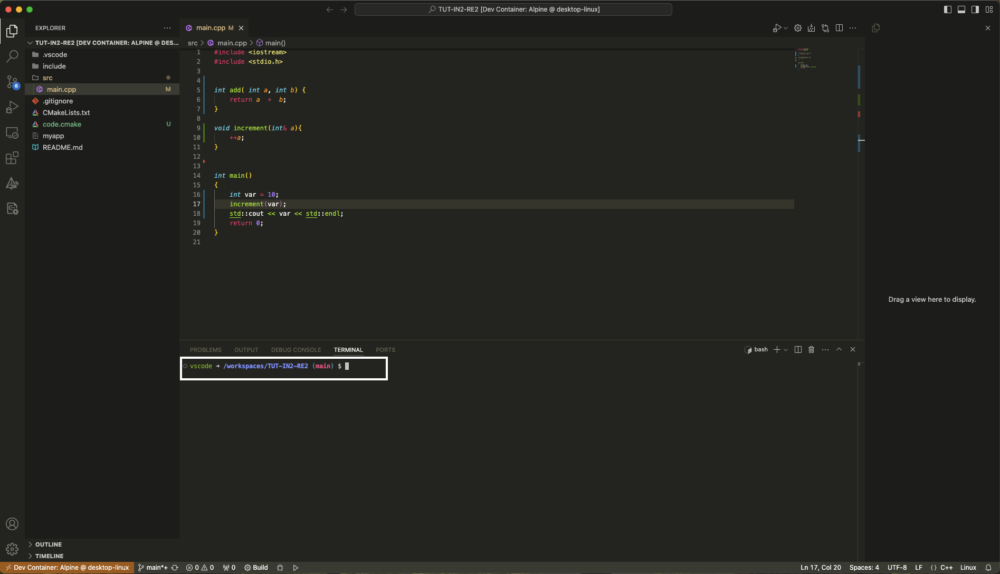 TUT-IN2-RE2 [Dev Container: Alpine @ desktop-linux]
EXPLORER
TUT-IN2-RE2 [DEV CONTAINER: ALPINE @ DES...
.vscode
include
src
main.cpp M
.gitignore
CMakeLists.txt
code.cmake U
myapp
README.md
6
OUTLINE
TIMELINE
main.cpp M
src > main.cpp > main()
1 #include <iostream>
2 #include <stdio.h>
3
4
5 int add( int a, int b) {
6     return a  +  b;
7 }
8
9 void increment(int& a){
10     ++a;
11 }
12
13
14 int main()
15 {
16     int var = 10;
17     increment(var);
18     std::cout << var << std::endl;
19     return 0;
20 }
21
Drag a view here to display.
PROBLEMS OUTPUT DEBUG CONSOLE TERMINAL PORTS
bash
vscode ➜ /workspaces/TUT-IN2-RE2 (main) $
Dev Container: Alpine @ desktop-linux main*+ 0 0 0 Build Ln 17, Col 20 Spaces: 4 UTF-8 LF {} C++ Linux